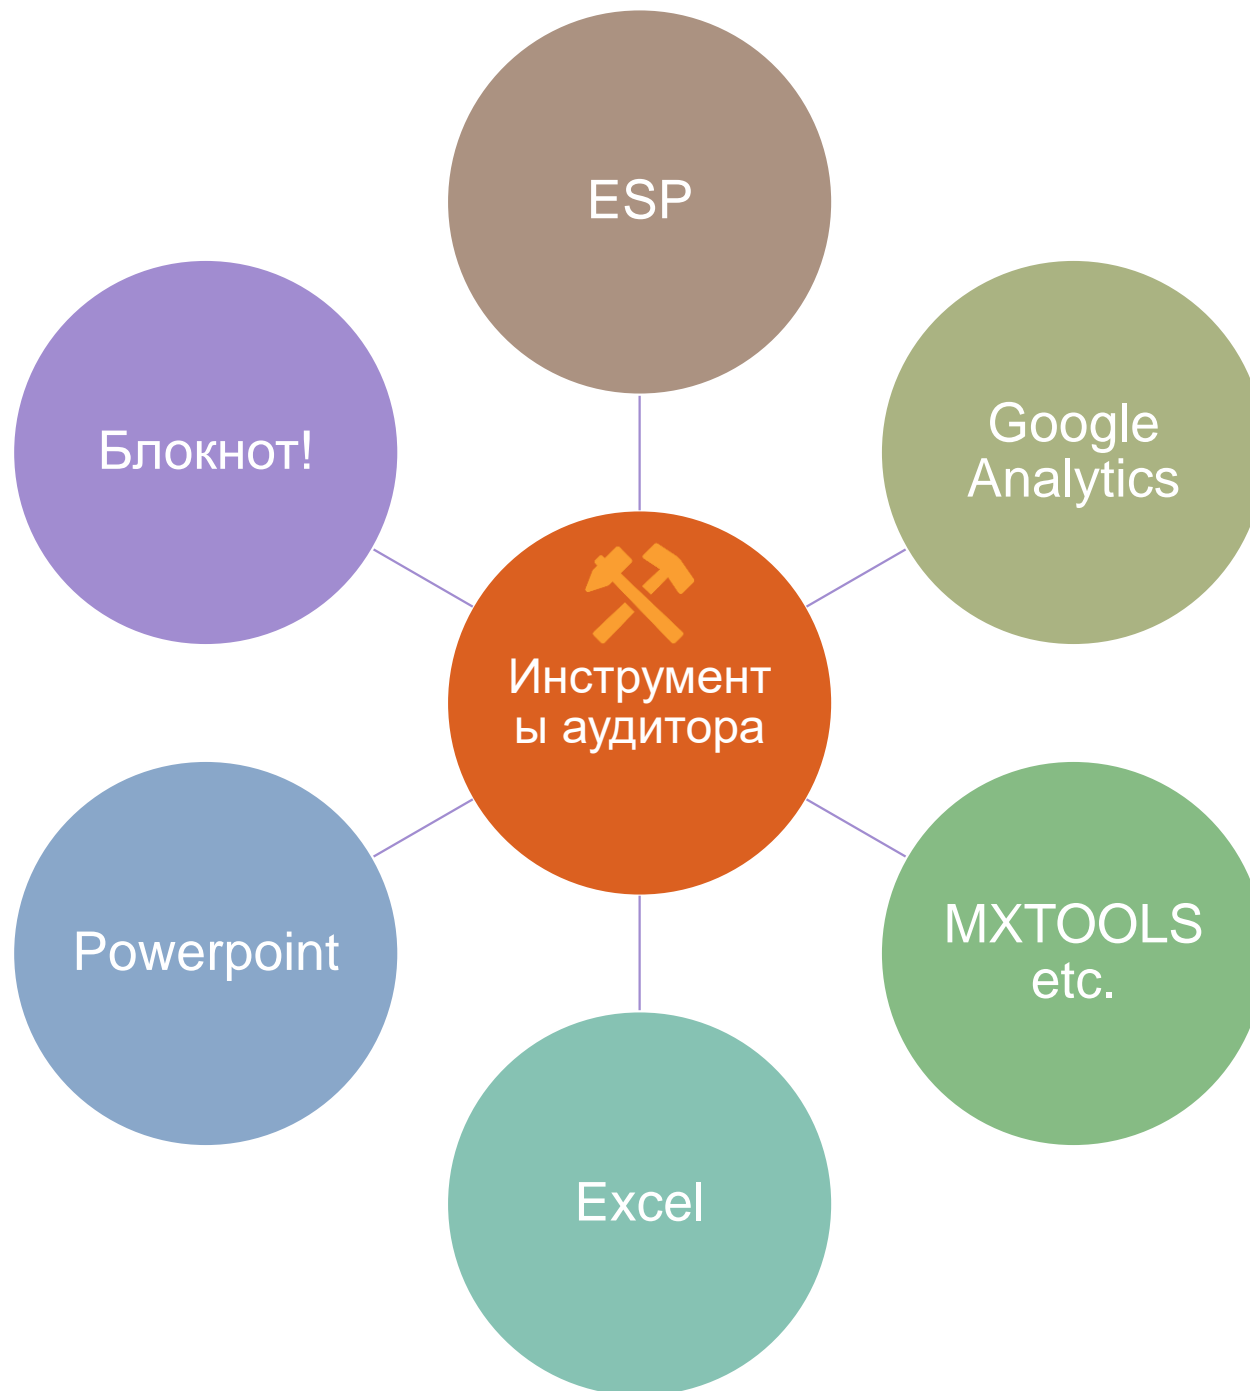 ESP
Google
Analytics
Блокнот!
Инструмент
ы аудитора
MXTOOLS
etc.
Powerpoint
Excel